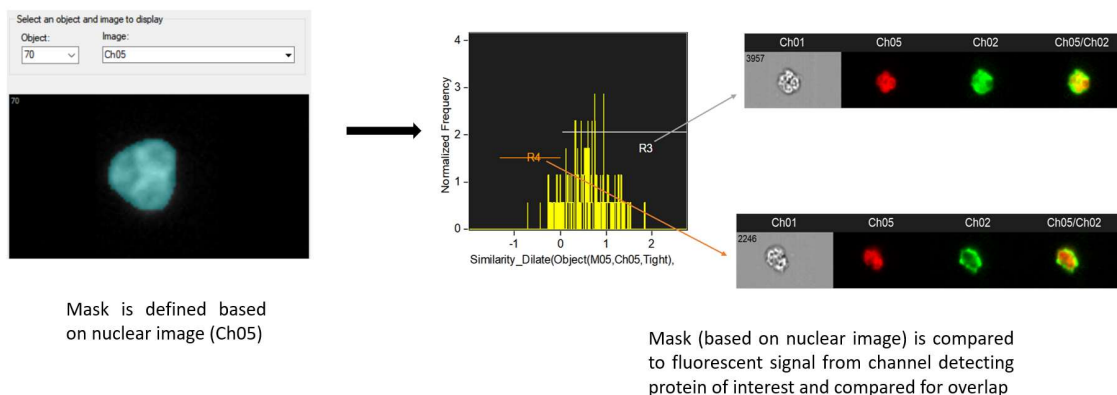 Select an object and image to display
Object: Image:
70 Ch05
70
Mask is defined based
on nuclear image (Ch05)
4
3
2
1
0
Normalized Frequency
R3
R4
-1 0 1 2
Similarity_Dilate(Object(M05,Ch05,Tight),
Ch01 Ch05 Ch02 Ch05/Ch02
3957
Ch01 Ch05 Ch02 Ch05/Ch02
2246
Mask (based on nuclear image) is compared
to fluorescent signal from channel detecting
protein of interest and compared for overlap